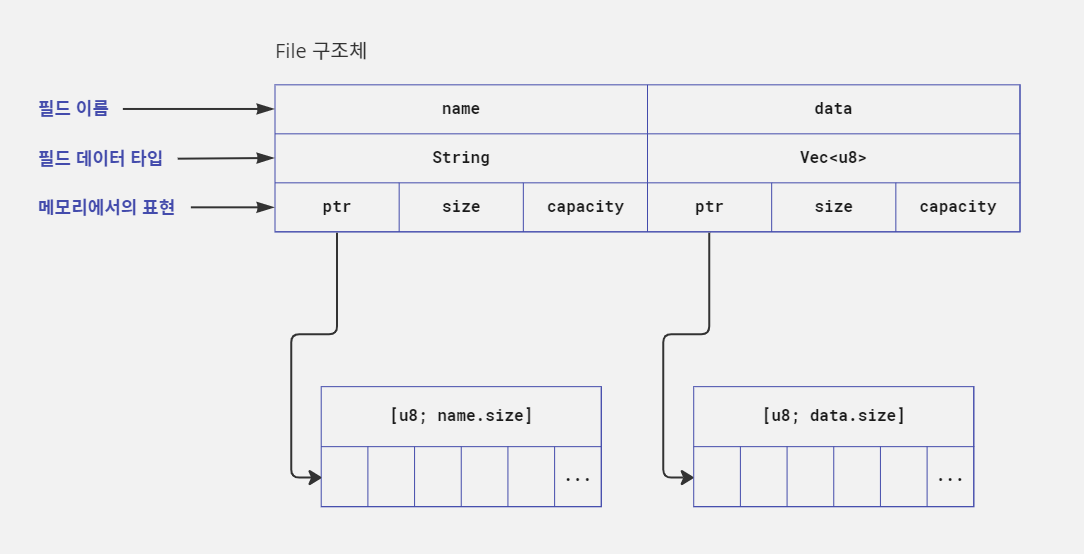 File 구조체
필드 이름
name
data
필드 데이터 타입
String
Vec<u8>
메모리에서의 표현
ptr
size
capacity
ptr
size
capacity
[u8; name.size]
[u8; data.size]
...
...